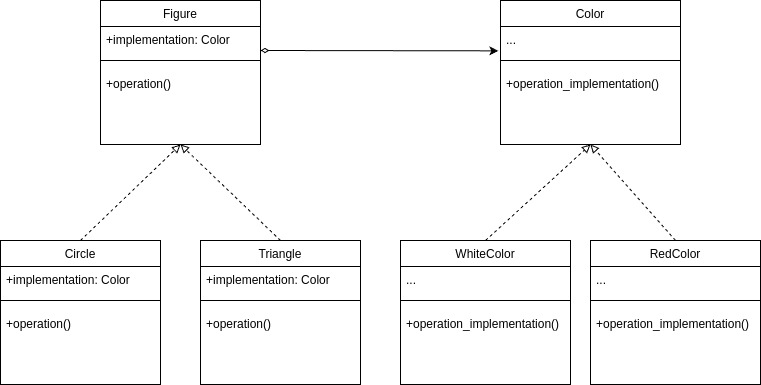 Figure
+implementation: Color
+operation()
Color
...
+operation_implementation()
Circle
+implementation: Color
+operation()
Triangle
+implementation: Color
+operation()
WhiteColor
...
+operation_implementation()
RedColor
...
+operation_implementation()